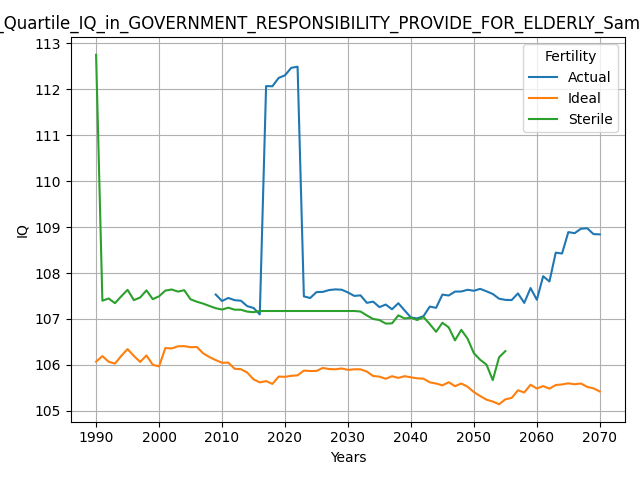 _Quartile_IQ_in_GOVERNMENT_RESPONSIBILITY_PROVIDE_FOR_ELDERLY_Sam
113
112
111
110
109
108
107
106
105
IQ
Fertility
Actual
Ideal
Sterile
1990
2000
2010
2020
2030
2040
2050
2060
2070
Years